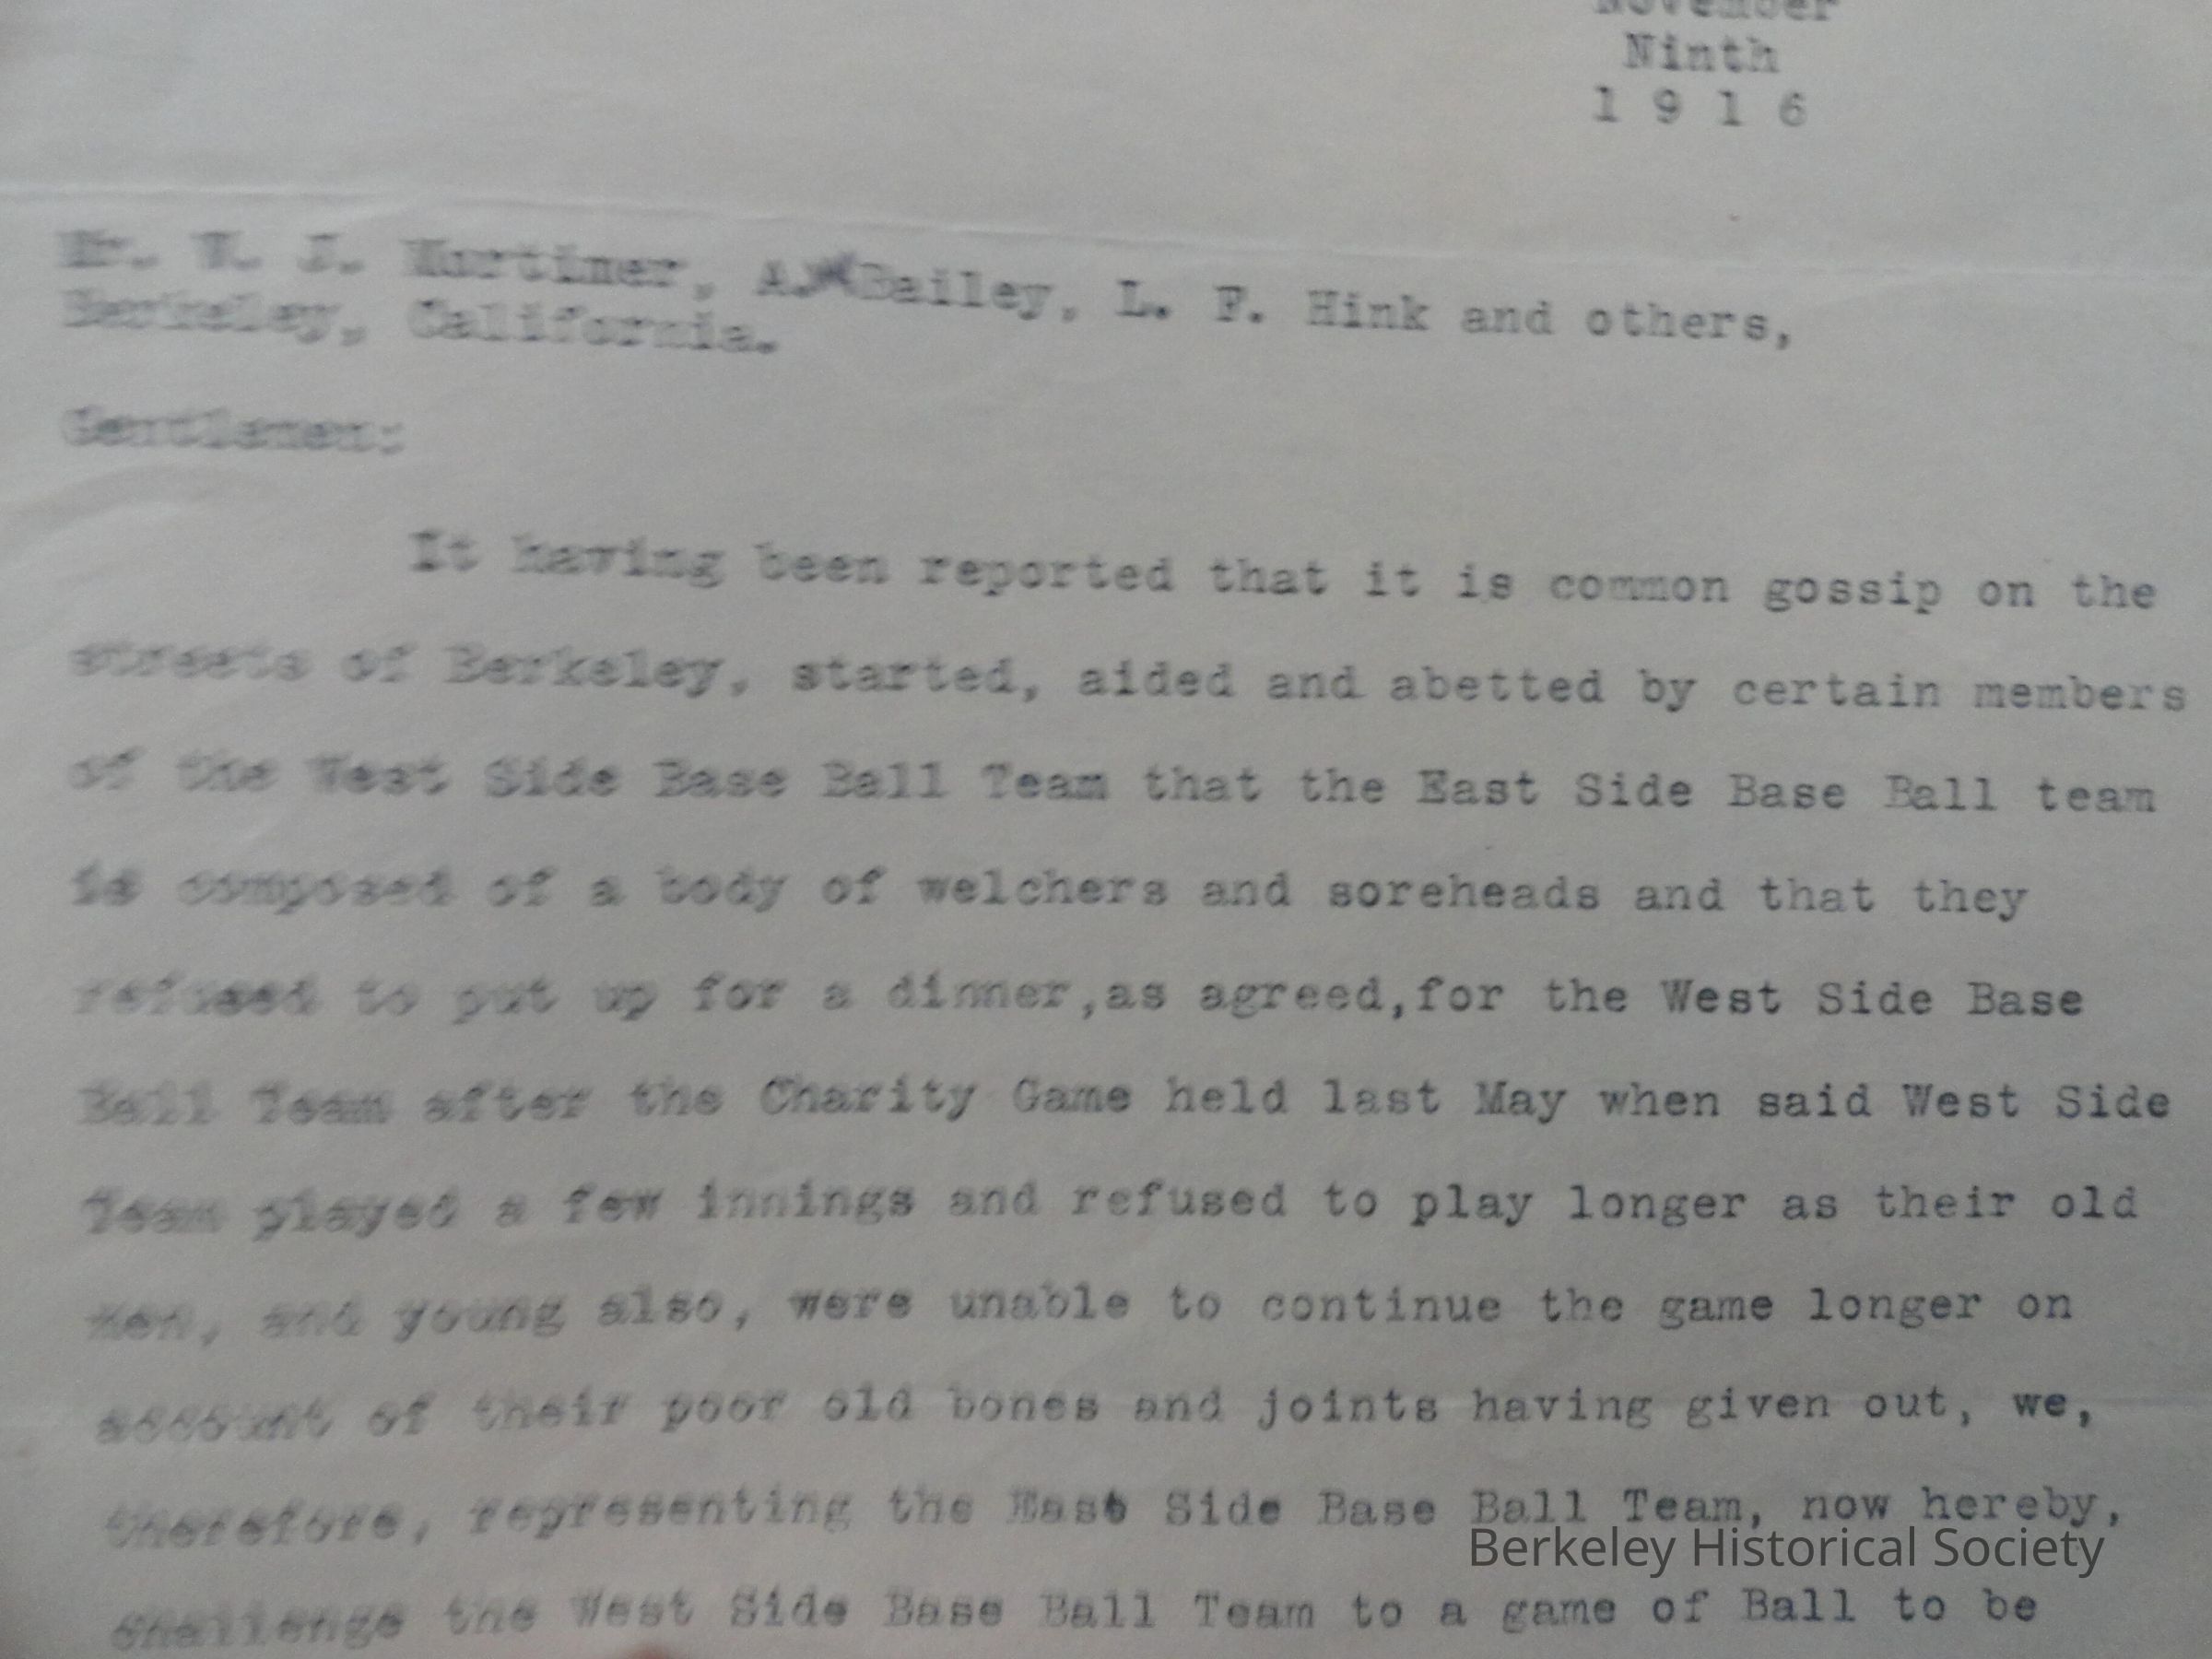 November
Ninth
1 9 1 6
Mr. W. J. Mortimer, A. Bailey, L. F. Hink and others,
Berkeley, California.
Gentlemen:
It having been reported that it is common gossip on the
streets of Berkeley, started, aided and abetted by certain members
of the West Side Base Ball Team that the East Side Base Ball team
is composed of a body of welchers and soreheads and that they
refused to put up for a dinner,as agreed,for the West Side Base
Ball Team after the Charity Game held last May when said West Side
Team played a few innings and refused to play longer as their old
men, and young also, were unable to continue the game longer on
account of their poor old bones and joints having given out, we,
therefore, representing the East Side Base Ball Team, now hereby,
Berkeley Historical Society
challenge the West Side Base Ball Team to a game of Ball to be